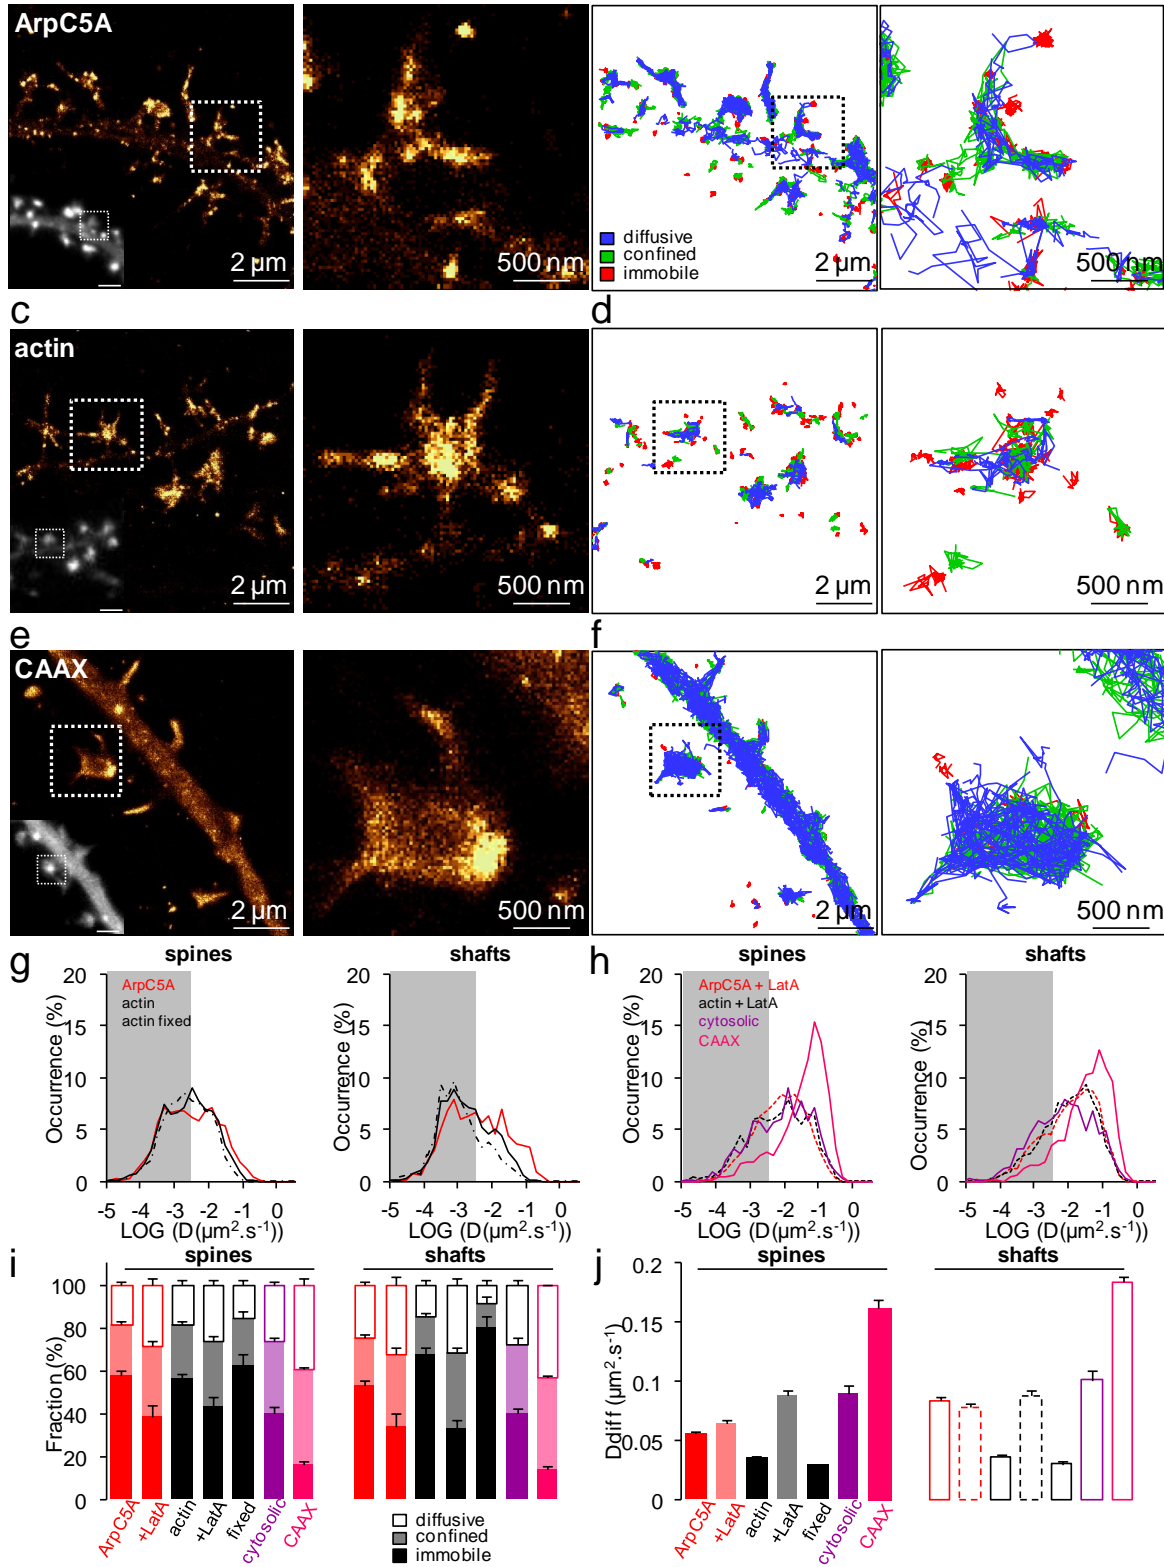 ArpC5A
2 µm
500 nm
diffusive
confined
immobile
2 µm
500 nm
c
d
actin
2 µm
500 nm
2 µm
500 nm
e
f
CAAX
2 µm
500 nm
2 µm
500 nm
g
spines
shafts
h
spines
shafts
Occurrence (%)
20
15
10
5
0
ArpC5A
actin
actin fixed
-5 -4 -3 -2 -1 0
LOG (D(µm².s⁻¹))
Occurrence (%)
20
15
10
5
0
-5 -4 -3 -2 -1 0
LOG (D(µm².s⁻¹))
Occurrence (%)
20
15
10
5
0
ArpC5A + LatA
actin + LatA
cytosolic
CAAX
-5 -4 -3 -2 -1 0
LOG (D(µm².s⁻¹))
Occurrence (%)
20
15
10
5
0
-5 -4 -3 -2 -1 0
LOG (D(µm².s⁻¹))
i
spines
shafts
Fraction (%)
100
80
60
40
20
0
ArpC5A
+LatA
actin
+LatA
fixed
cytosolic
CAAX
diffusive
confined
immobile
j
spines
shafts
Ddiff (µm².s⁻¹)
0.2
0.15
0.1
0.05
0
ArpC5A
+LatA
actin
+LatA
fixed
cytosolic
CAAX